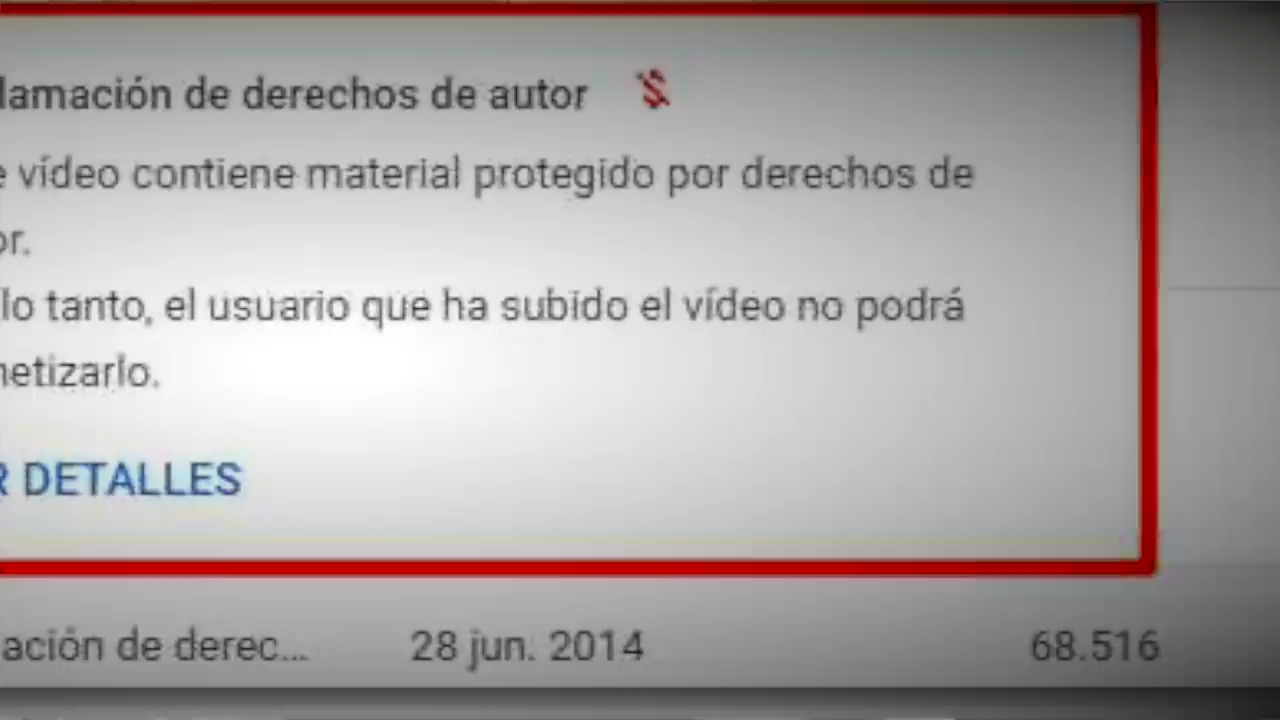 lamación de derechos de autor
e vídeo contiene material protegido por derechos de
or.
lo tanto, el usuario que ha subido el vídeo no podrá
netizarlo.
R DETALLES
ación de derec... 28 jun. 2014 68.516